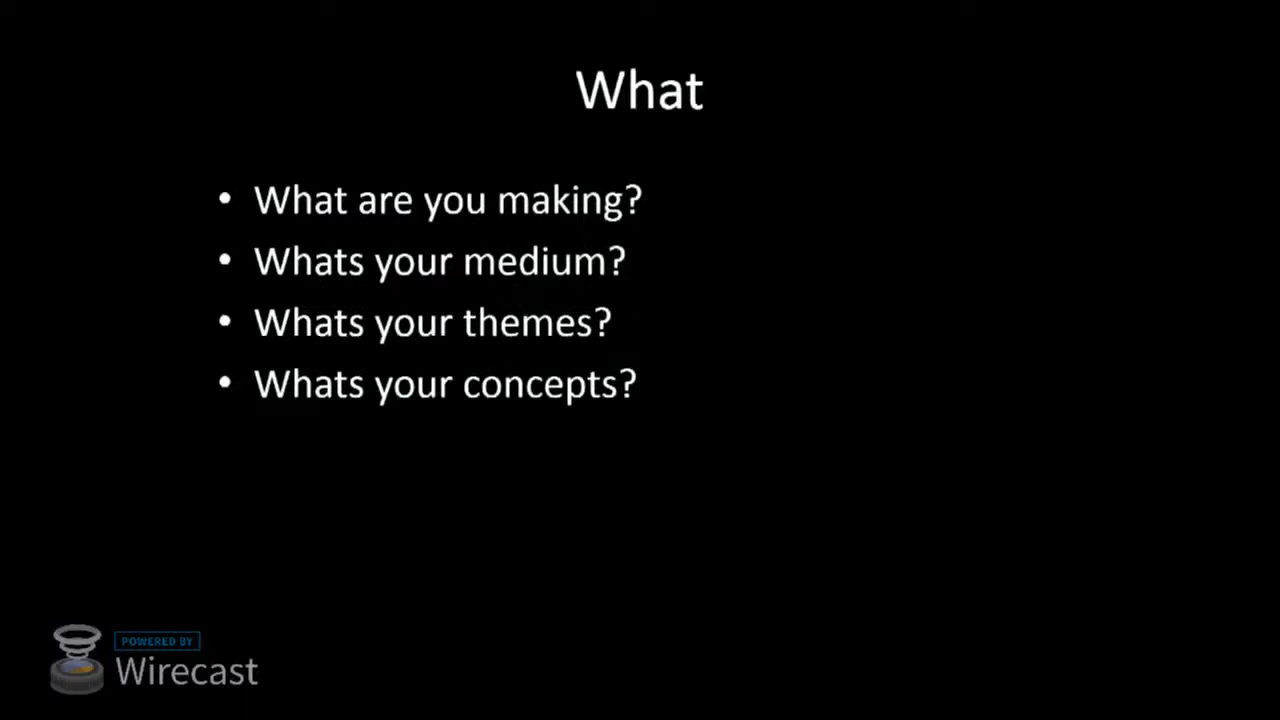 What
• What are you making?
• Whats your medium?
• Whats your themes?
• Whats your concepts?
POWERED BY
Wirecast